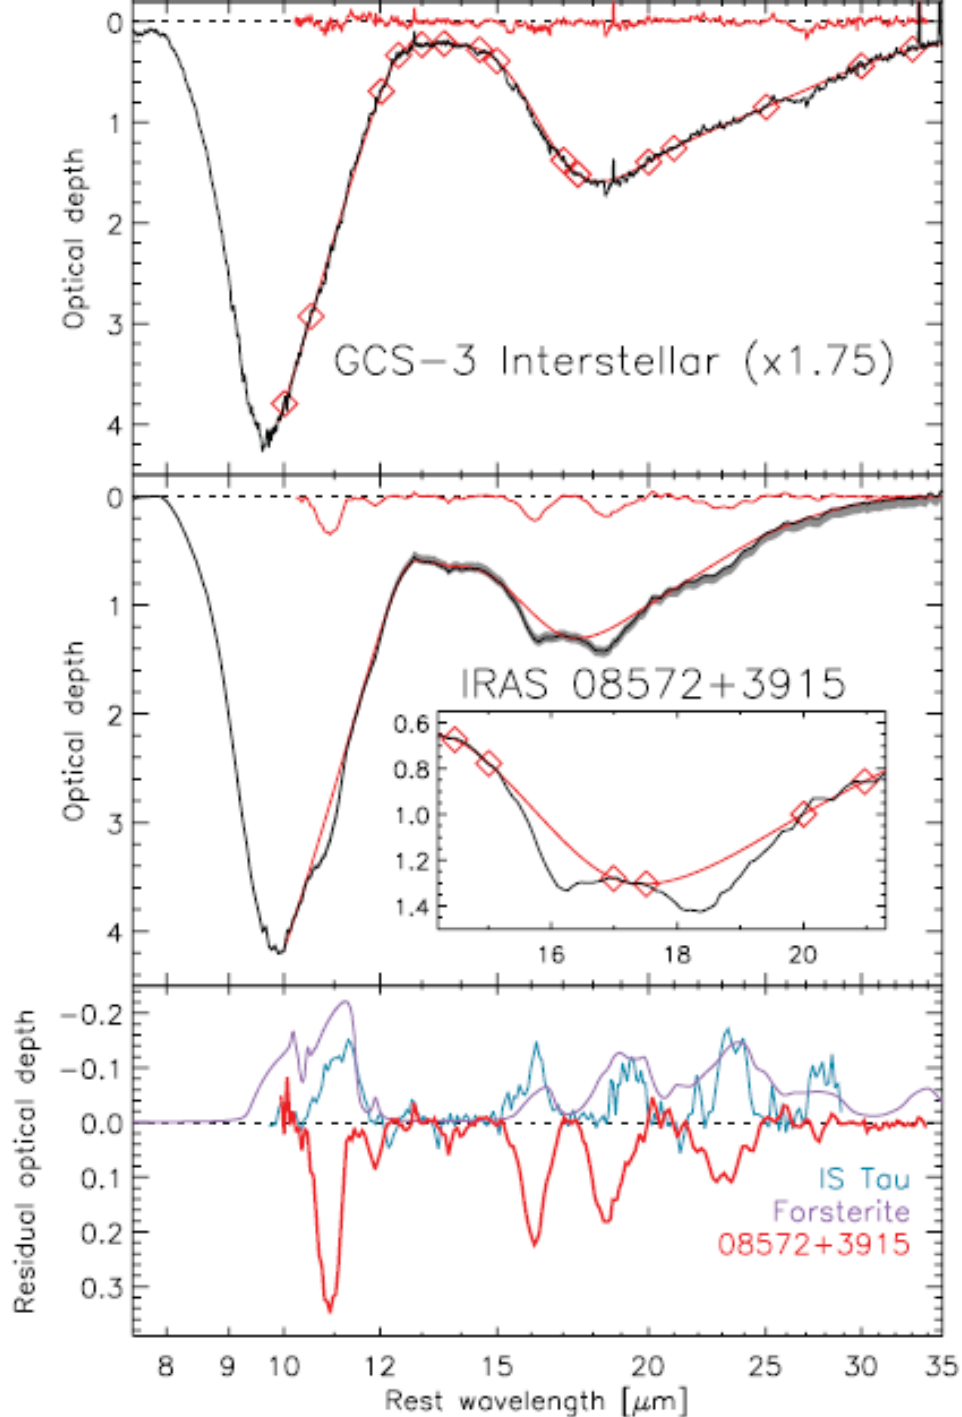 0
1
2
3
4
Optical depth
GCS-3 Interstellar (x1.75)
0
1
2
3
4
Optical depth
IRAS 08572+3915
0.6
0.8
1.0
1.2
1.4
16 18 20
-0.2
-0.1
0.0
0.1
0.2
0.3
Residual optical depth
IS Tau
Forsterite
08572+3915
8 9 10 12 15 20 25 30 35
Rest wavelength [μm]